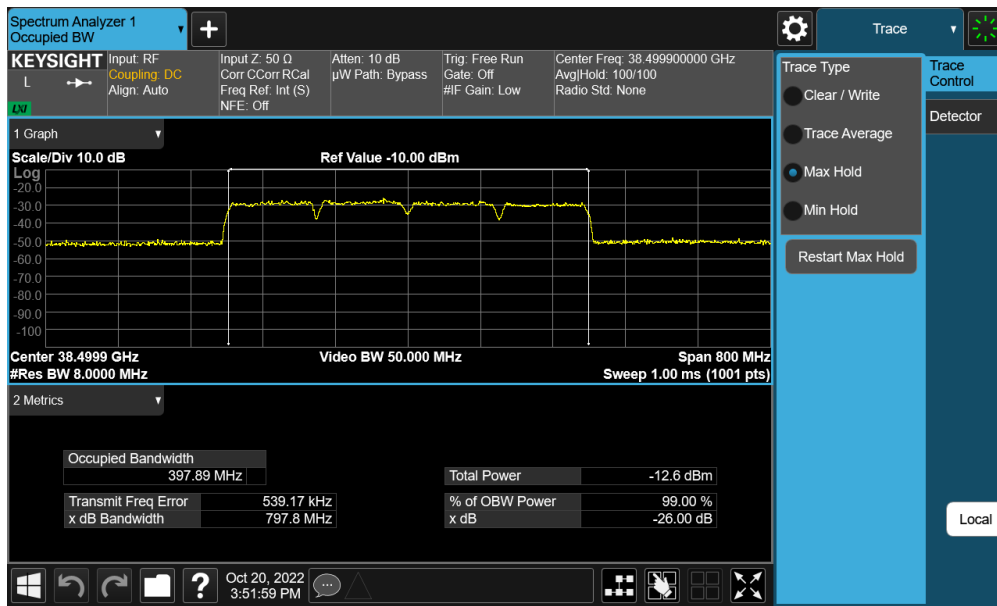 Spectrum Analyzer 1
Occupied BW
+
Trace
KEYSIGHT
L
LXI
Input: RF
Coupling: DC
Align: Auto
Input Z: 50 Ω
Corr CCorr RCal
Freq Ref: Int (S)
NFE: Off
Atten: 10 dB
µW Path: Bypass
Trig: Free Run
Gate: Off
#IF Gain: Low
Center Freq: 38.499900000 GHz
Avg|Hold: 100/100
Radio Std: None
1 Graph
Scale/Div 10.0 dB
Ref Value -10.00 dBm
Log
-20.0
-30.0
-40.0
-50.0
-60.0
-70.0
-80.0
-90.0
-100
Center 38.4999 GHz
#Res BW 8.0000 MHz
Video BW 50.000 MHz
Span 800 MHz
Sweep 1.00 ms (1001 pts)
2 Metrics
Occupied Bandwidth
397.89 MHz
Transmit Freq Error 539.17 kHz
x dB Bandwidth 797.8 MHz
Total Power -12.6 dBm
% of OBW Power 99.00 %
x dB -26.00 dB
Trace Type
Clear / Write
Trace Average
Max Hold
Min Hold
Restart Max Hold
Trace
Control
Detector
Local
?
Oct 20, 2022
3:51:59 PM